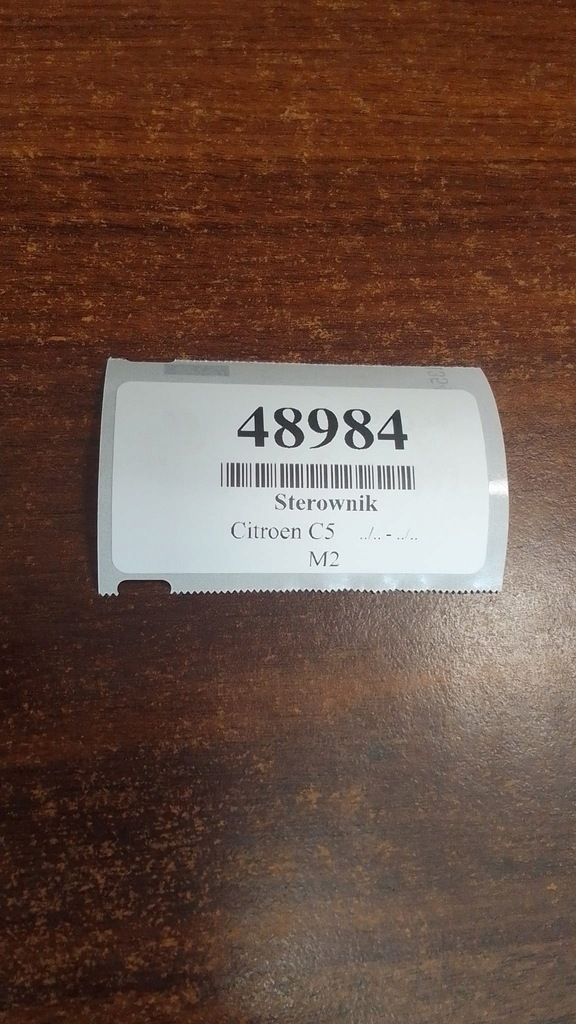 48984
Sterownik
Citroen C5 ../.. - ../..
M2